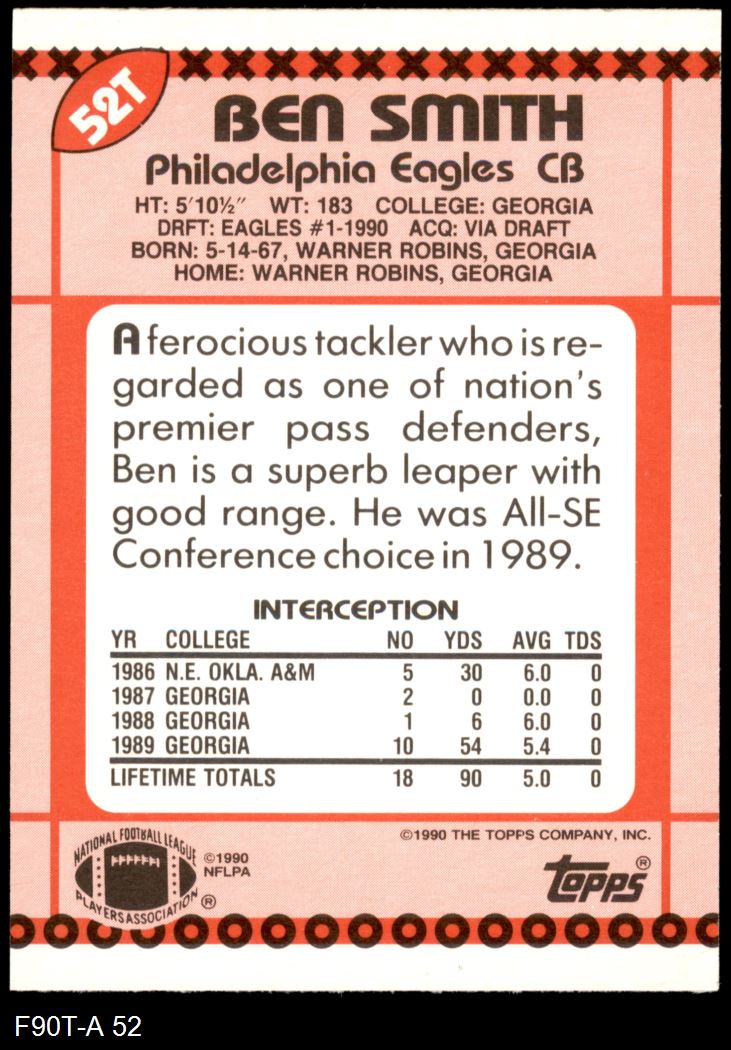 52T
BEN SMITH
Philadelphia Eagles CB
HT: 5'10½" WT: 183 COLLEGE: GEORGIA
DRFT: EAGLES #1-1990 ACQ: VIA DRAFT
BORN: 5-14-67, WARNER ROBINS, GEORGIA
HOME: WARNER ROBINS, GEORGIA
A ferocious tackler who is re-
garded as one of nation's
premier pass defenders,
Ben is a superb leaper with
good range. He was All-SE
Conference choice in 1989.
INTERCEPTION
YR COLLEGE NO YDS AVG TDS
1986 N.E. OKLA. A&M 5 30 6.0 0
1987 GEORGIA 2 0 0.0 0
1988 GEORGIA 1 6 6.0 0
1989 GEORGIA 10 54 5.4 0
LIFETIME TOTALS 18 90 5.0 0
©1990 THE TOPPS COMPANY, INC.
NATIONAL FOOTBALL LEAGUE
PLAYERS ASSOCIATION ®
©1990
NFLPA
Topps ®
F90T-A 52